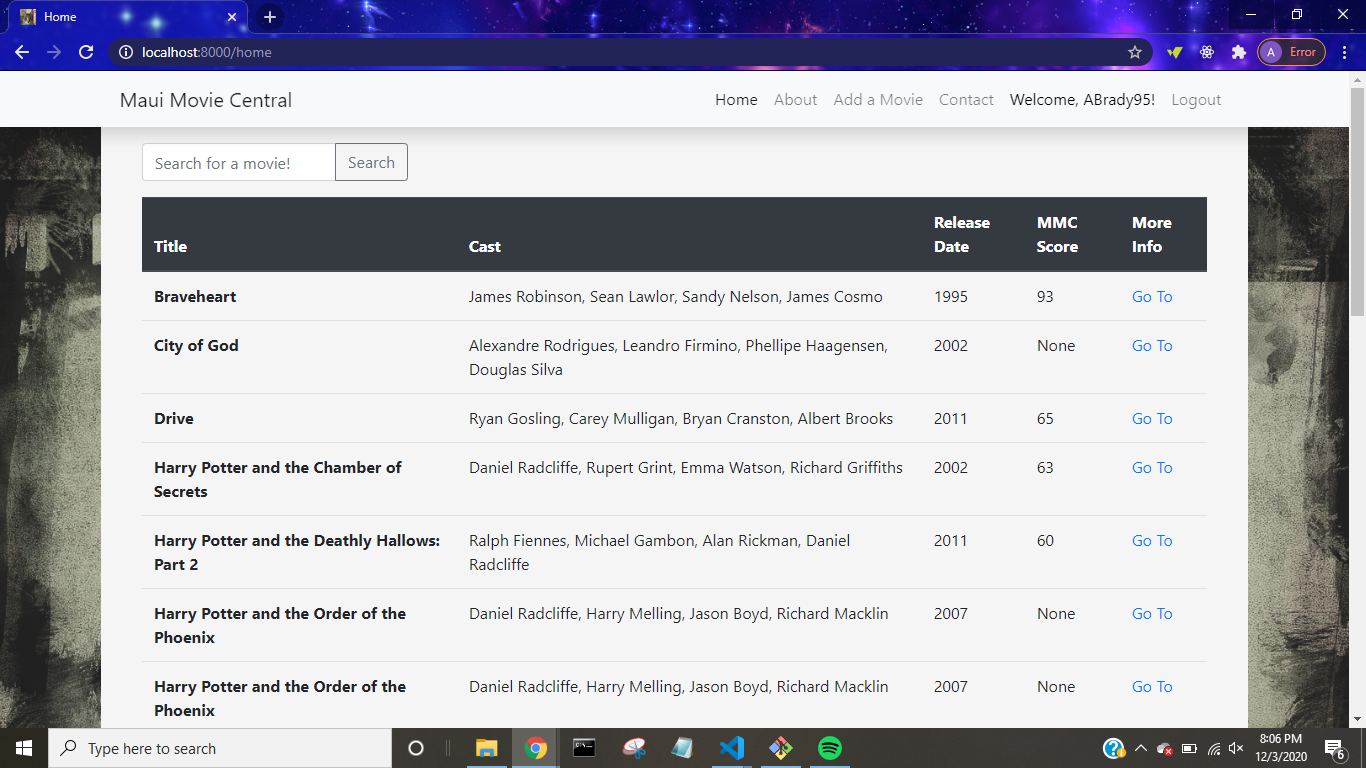 Home
localhost:8000/home
A Error
Maui Movie Central Home About Add a Movie Contact Welcome, ABrady95! Logout
Search for a movie! Search
Title Cast Release Date MMC Score More Info
Braveheart James Robinson, Sean Lawlor, Sandy Nelson, James Cosmo 1995 93 Go To
City of God Alexandre Rodrigues, Leandro Firmino, Phellipe Haagensen, 2002 None Go To
Douglas Silva
Drive Ryan Gosling, Carey Mulligan, Bryan Cranston, Albert Brooks 2011 65 Go To
Harry Potter and the Chamber of Daniel Radcliffe, Rupert Grint, Emma Watson, Richard Griffiths 2002 63 Go To
Secrets
Harry Potter and the Deathly Hallows: Ralph Fiennes, Michael Gambon, Alan Rickman, Daniel 2011 60 Go To
Part 2 Radcliffe
Harry Potter and the Order of the Daniel Radcliffe, Harry Melling, Jason Boyd, Richard Macklin 2007 None Go To
Phoenix
Harry Potter and the Order of the Daniel Radcliffe, Harry Melling, Jason Boyd, Richard Macklin 2007 None Go To
Phoenix
Type here to search
8:06 PM
12/3/2020
6